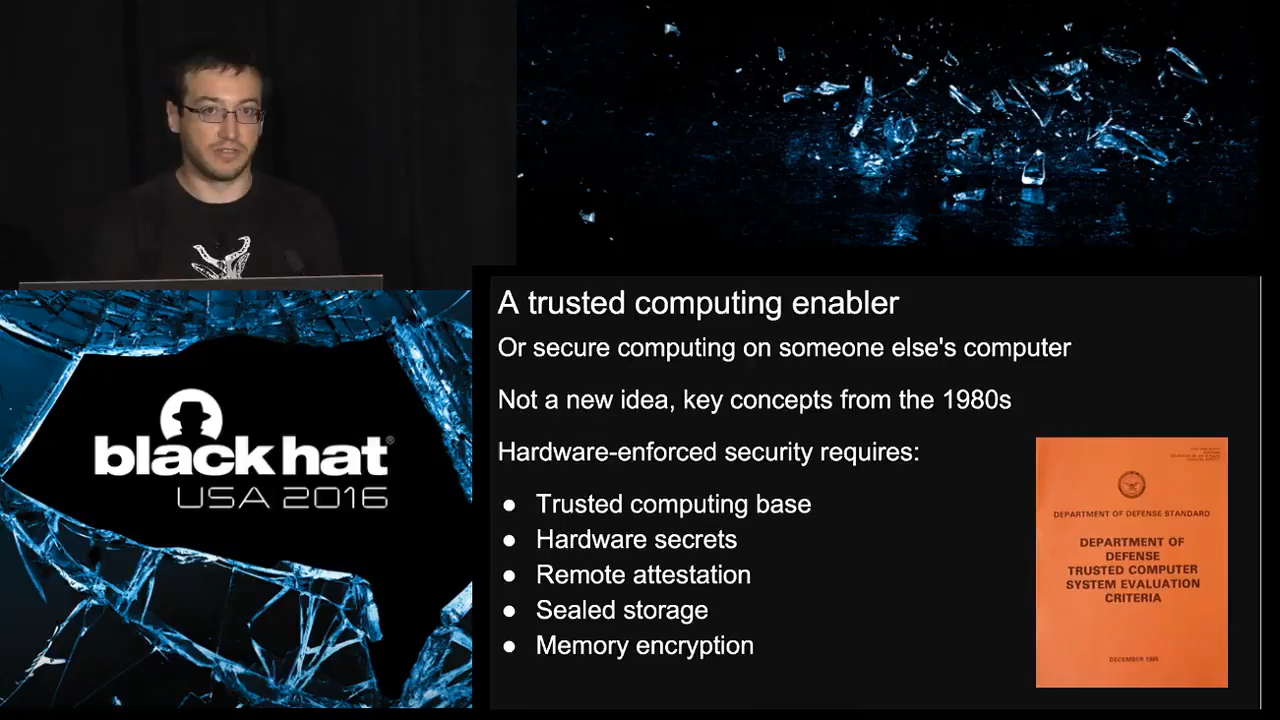 A trusted computing enabler
Or secure computing on someone else's computer
Not a new idea, key concepts from the 1980s
Hardware-enforced security requires:
● Trusted computing base
● Hardware secrets
● Remote attestation
● Sealed storage
● Memory encryption
DEPARTMENT OF DEFENSE STANDARD
DEPARTMENT OF
DEFENSE
TRUSTED COMPUTER
SYSTEM EVALUATION
CRITERIA
DECEMBER 1985
black hat®
USA 2016